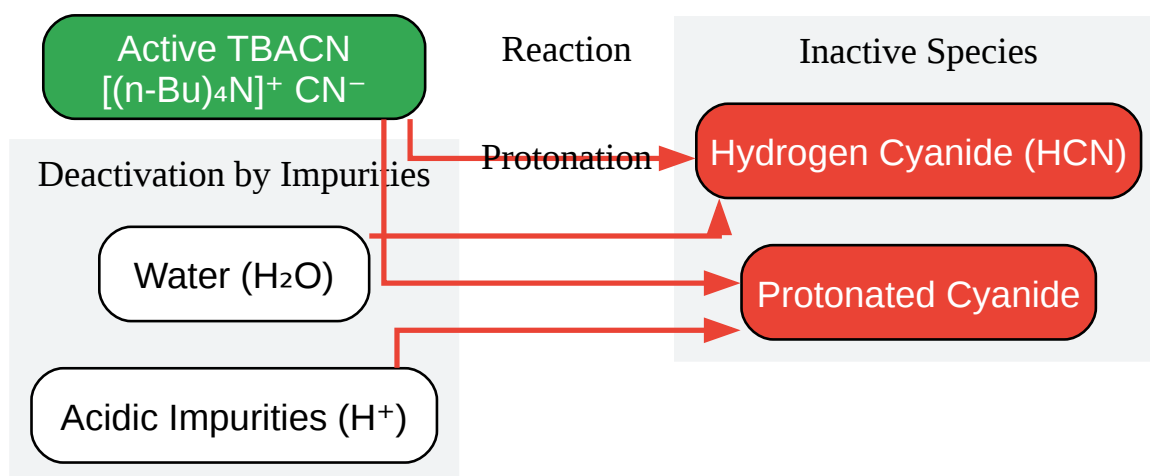 Active TBACN
[(n-Bu)₄N]⁺ CN⁻
Reaction
Inactive Species
Protonation
Hydrogen Cyanide (HCN)
Deactivation by Impurities
Water (H₂O)
Protonated Cyanide
Acidic Impurities (H⁺)